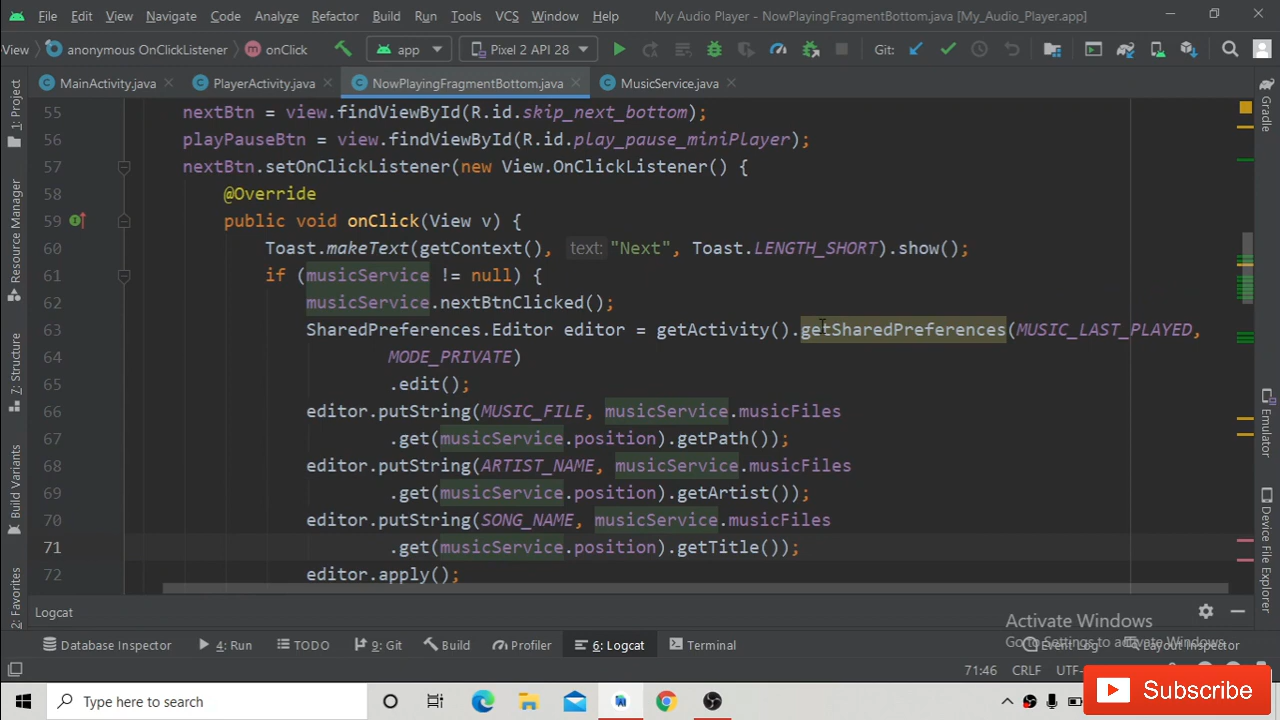 File Edit View Navigate Code Analyze Refactor Build Run Tools VCS Window Help My Audio Player - NowPlayingFragmentBottom.java [My_Audio_Player.app]
View anonymous OnClickListener onClick app Pixel 2 API 28 Git:
MainActivity.java PlayerActivity.java NowPlayingFragmentBottom.java MusicService.java
1: Project
Resource Manager
Z: Structure
Build Variants
2: Favorites
55 nextBtn = view.findViewById(R.id.skip_next_bottom);
56 playPauseBtn = view.findViewById(R.id.play_pause_miniPlayer);
57 nextBtn.setOnClickListener(new View.OnClickListener() {
58 @Override
59 public void onClick(View v) {
60 Toast.makeText(getContext(), text: "Next", Toast.LENGTH_SHORT).show();
61 if (musicService != null) {
62 musicService.nextBtnClicked();
63 SharedPreferences.Editor editor = getActivity().getSharedPreferences(MUSIC_LAST_PLAYED,
64 MODE_PRIVATE)
65 .edit();
66 editor.putString(MUSIC_FILE, musicService.musicFiles
67 .get(musicService.position).getPath());
68 editor.putString(ARTIST_NAME, musicService.musicFiles
69 .get(musicService.position).getArtist());
70 editor.putString(SONG_NAME, musicService.musicFiles
71 .get(musicService.position).getTitle());
72 editor.apply();
Gradle
Emulator
Device File Explorer
Logcat
Activate Windows
Go to Settings to activate Windows.
Database Inspector 4: Run TODO 9: Git Build Profiler 6: Logcat Terminal Event Log Layout Inspector
71:46 CRLF UTF-
Type here to search
Subscribe